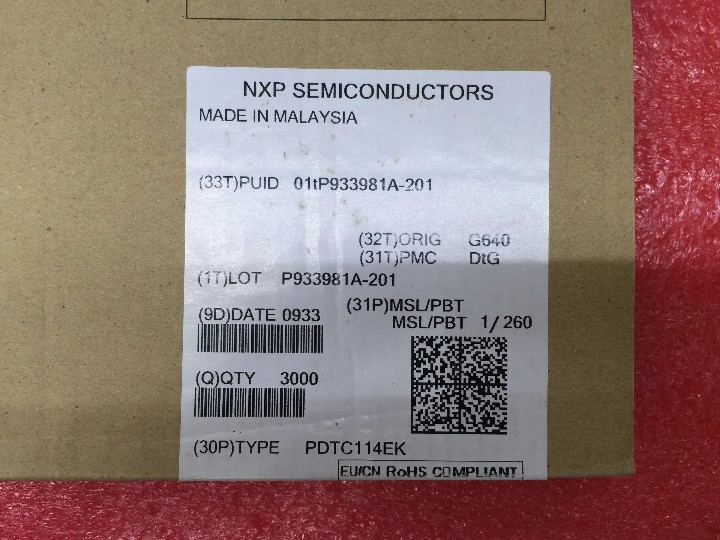 NXP SEMICONDUCTORS
MADE IN MALAYSIA
(33T)PUID 01tP933981A-201
(32T)ORIG G640
(31T)PMC DtG
(1T)LOT P933981A-201
(31P)MSL/PBT
(9D)DATE 0933
MSL/PBT 1/260
(Q)QTY 3000
(30P)TYPE PDTC114EK
EU/CN RoHS COMPLIANT